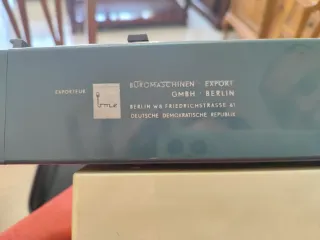 EXPORTEUR
BÜROMASCHINEN EXPORT
GMBH · BERLIN
BERLIN W8 FRIEDRICHSTRASSE 61
DEUTSCHE DEMOKRATISCHE REPUBLIK